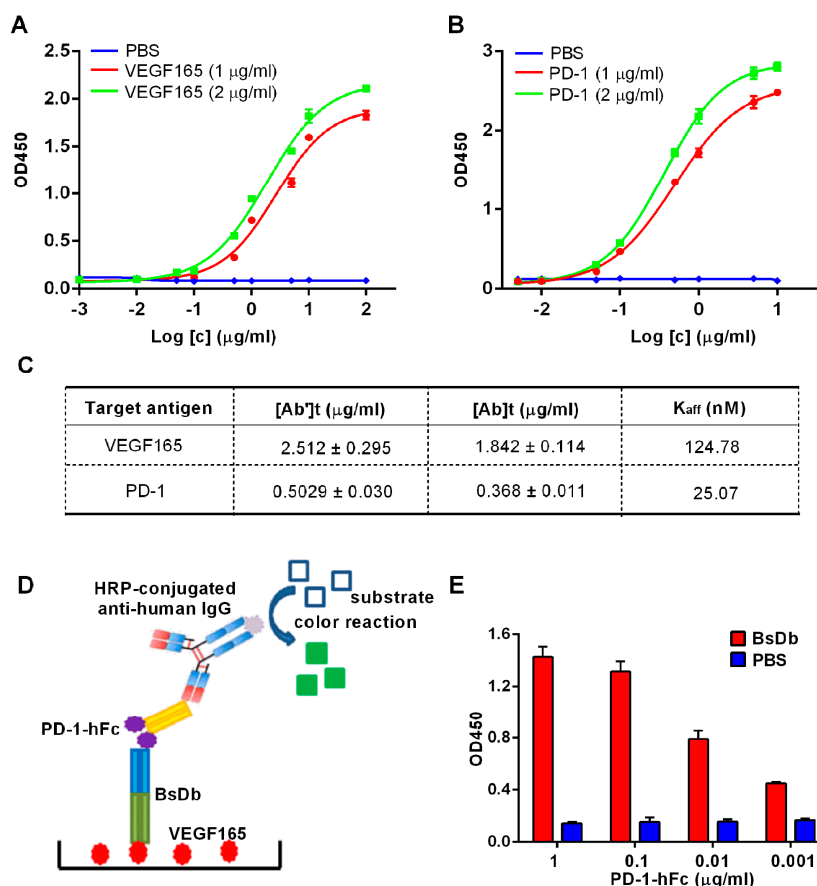 A
PBS
VEGF165 (1 μg/ml)
VEGF165 (2 μg/ml)
2.5
2.0
1.5
1.0
0.5
0.0
OD450
-3
-2
-1
0
1
2
Log [c] (μg/ml)
B
PBS
PD-1 (1 μg/ml)
PD-1 (2 μg/ml)
3
2
1
0
OD450
-2
-1
0
1
Log [c] (μg/ml)
C
Target antigen [Ab']t (μg/ml) [Ab]t (μg/ml) Kaff (nM)
VEGF165 2.512 ± 0.295 1.842 ± 0.114 124.78
PD-1 0.5029 ± 0.030 0.368 ± 0.011 25.07
D
HRP-conjugated
anti-human IgG
substrate
color reaction
PD-1-hFc
BsDb
VEGF165
E
BsDb
PBS
1.6
1.2
0.8
0.4
0.0
OD450
1
0.1
0.01
0.001
PD-1-hFc (μg/ml)